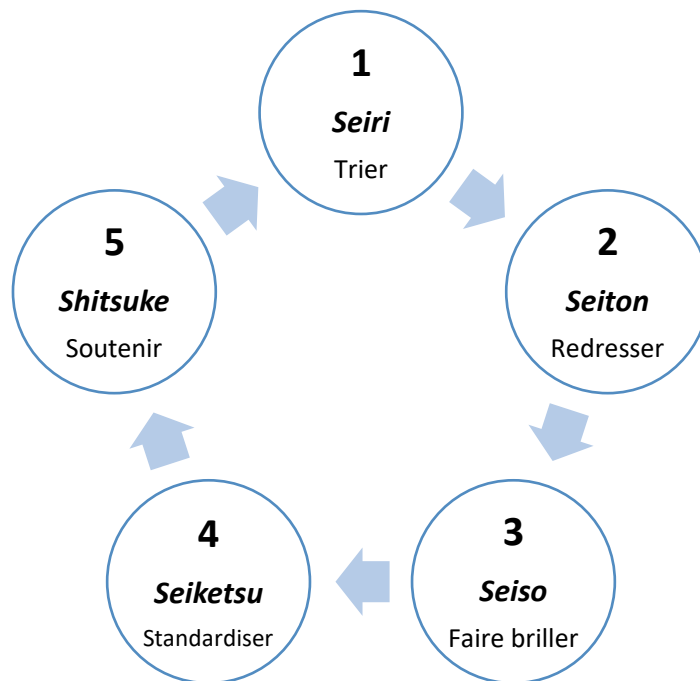 1
Seiri
Trier
2
Seiton
Redresser
3
Seiso
Faire briller
4
Seiketsu
Standardiser
5
Shitsuke
Soutenir